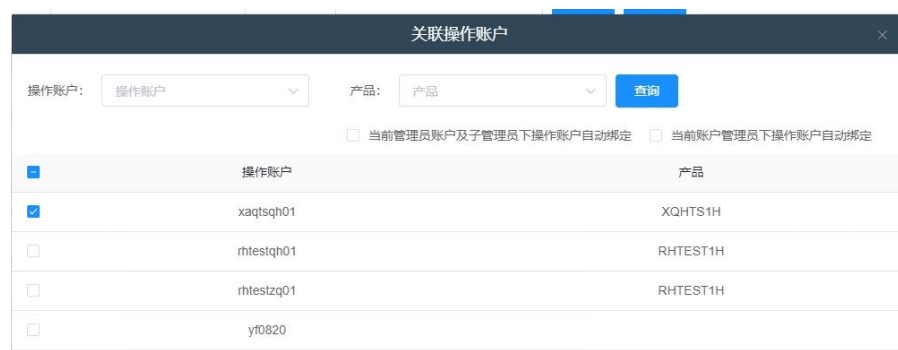 关联操作账户
操作账户： 操作账户 产品： 产品 查询
当前管理员账户及子管理员下操作账户自动绑定 当前账户管理员下操作账户自动绑定
操作账户 产品
xaqtsqh01 XQHTS1H
rhtestqh01 RHTEST1H
rhtestzq01 RHTEST1H
yf0820